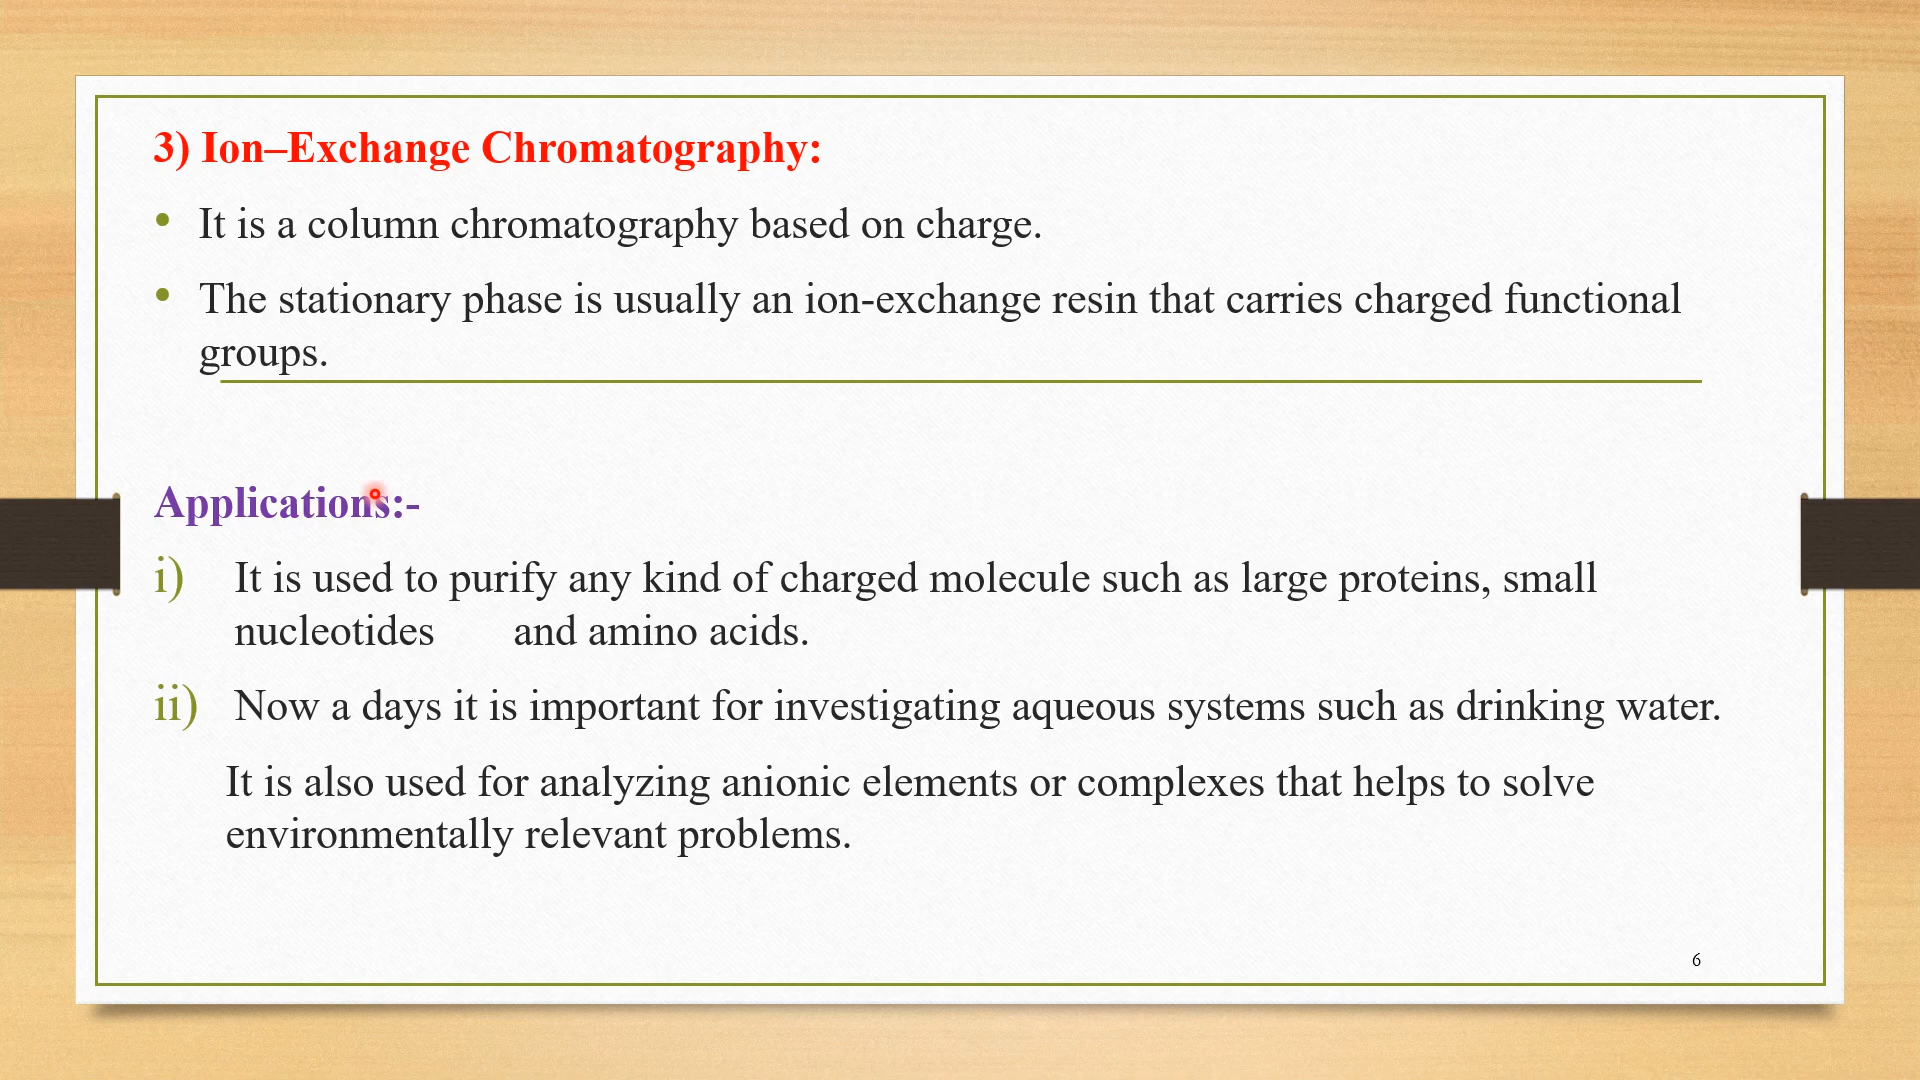 3) Ion–Exchange Chromatography:
• It is a column chromatography based on charge.
• The stationary phase is usually an ion-exchange resin that carries charged functional
groups.
Applications:-
i) It is used to purify any kind of charged molecule such as large proteins, small
nucleotides and amino acids.
ii) Now a days it is important for investigating aqueous systems such as drinking water.
It is also used for analyzing anionic elements or complexes that helps to solve
environmentally relevant problems.
6